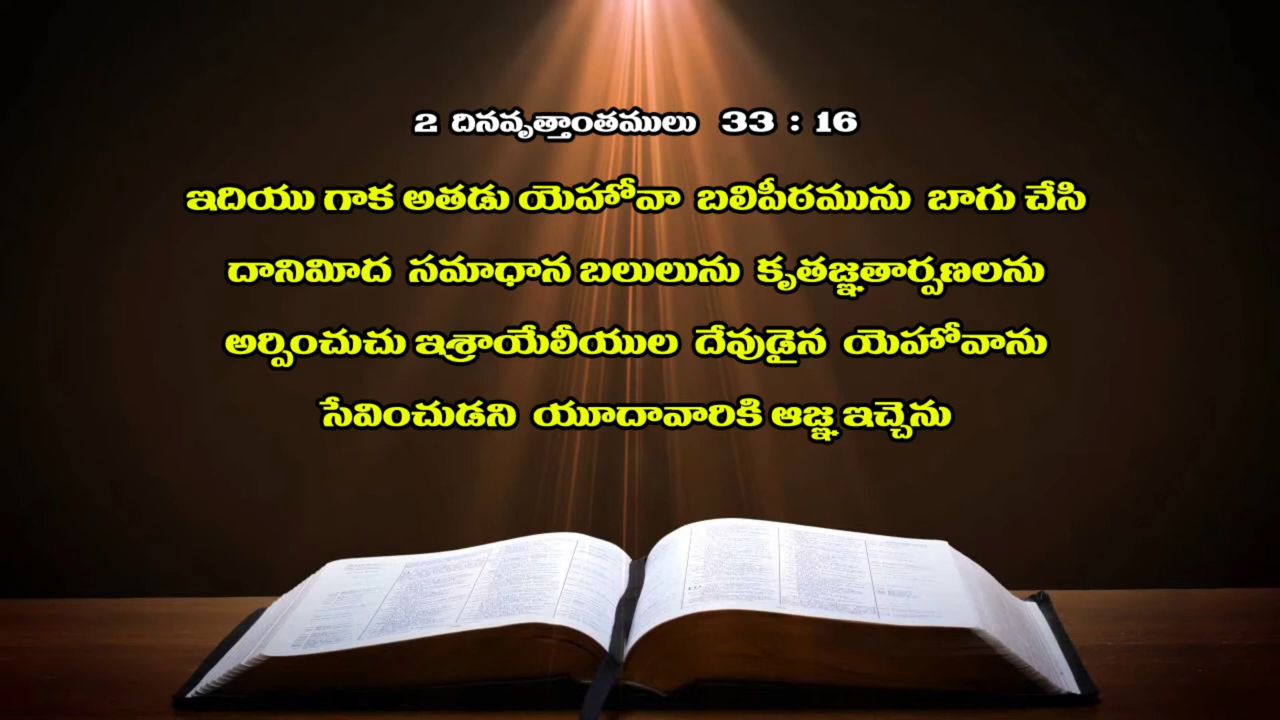 2 దినవృత్తాంతములు 33 : 16
ఇదియు గాక అతడు యెహోవా బలిపీఠమును బాగు చేసి
దానిమీద సమాధాన బలులును కృతజ్ఞతార్పణలను
అర్పించుచు ఇశ్రాయేలీయుల దేవుడైన యెహోవాను
సేవించుడని యూదావారికి ఆజ్ఞ ఇచ్చెను